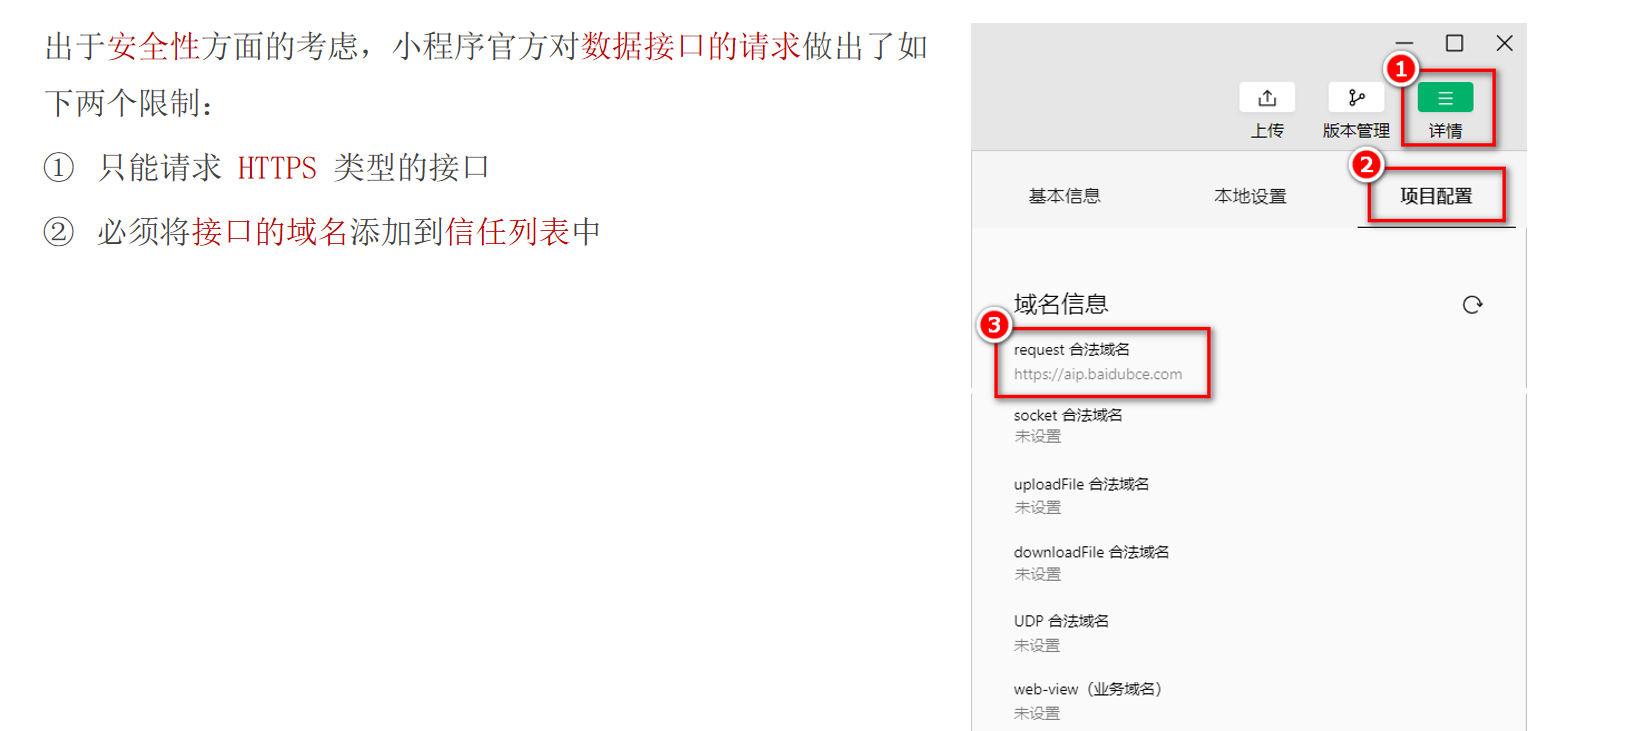 出于安全性方面的考虑，小程序官方对数据接口的请求做出了如
下两个限制：
① 只能请求 HTTPS 类型的接口
② 必须将接口的域名添加到信任列表中
1
上传 版本管理 详情
2
基本信息 本地设置 项目配置
域名信息
3
request 合法域名
https://aip.baidubce.com
socket 合法域名
未设置
uploadFile 合法域名
未设置
downloadFile 合法域名
未设置
UDP 合法域名
未设置
web-view（业务域名）
未设置